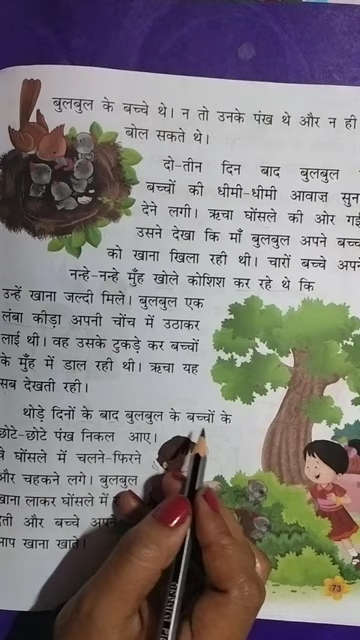 बुलबुल के बच्चे थे। न तो उनके पंख थे और न ही
बोल सकते थे।
दो-तीन दिन बाद बुलबुल
बच्चों की धीमी-धीमी आवाज़ सुन
देने लगी। ऋचा घोंसले की ओर गई
उसने देखा कि माँ बुलबुल अपने बच्च
को खाना खिला रही थी। चारों बच्चे अपने
नन्हे-नन्हे मुँह खोले कोशिश कर रहे थे कि
उन्हें खाना जल्दी मिले। बुलबुल एक
लंबा कीड़ा अपनी चोंच में उठाकर
लाई थी। वह उसके टुकड़े कर बच्चों
के मुँह में डाल रही थी। ऋचा यह
सब देखती रही।
थोड़े दिनों के बाद बुलबुल के बच्चों के
छोटे-छोटे पंख निकल आए।
वे घोंसले में चलने-फिरने
और चहकने लगे। बुलबुल
खाना लाकर घोंसले में
देती और बच्चे अपने
आप खाना खाते।
73